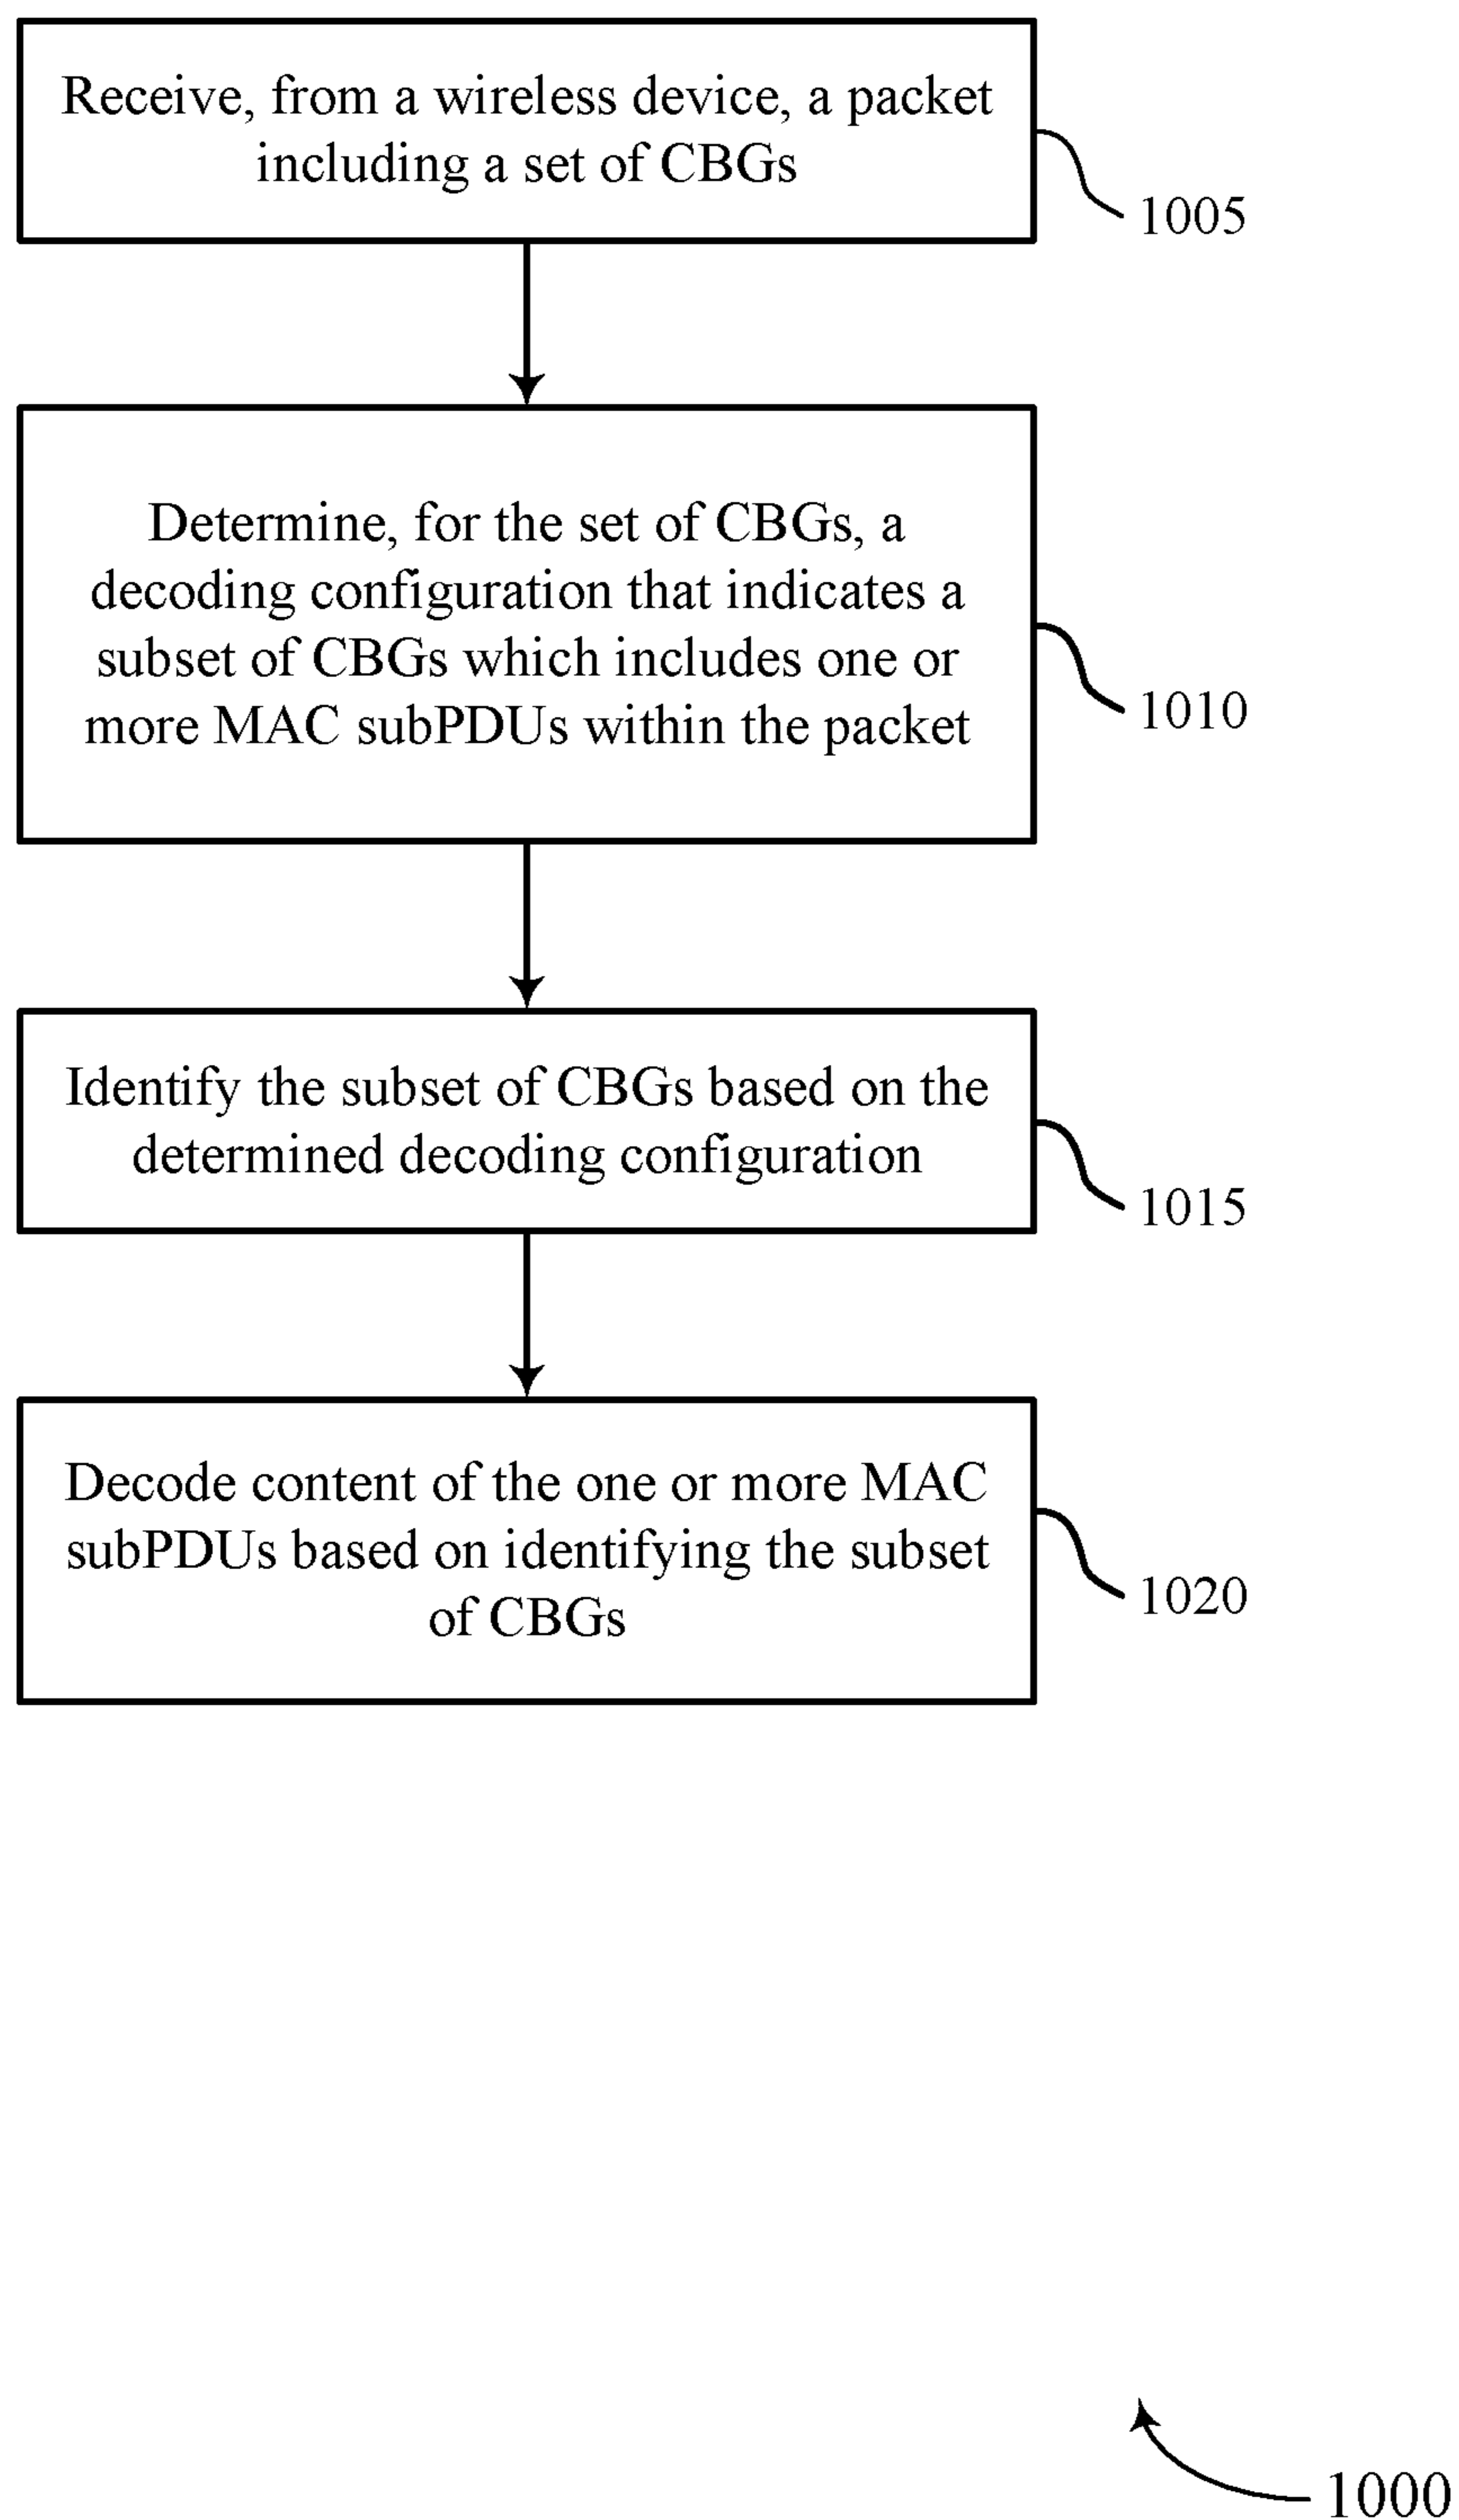 Receive, from a wireless device, a packet
including a set of CBGs
1005
Determine, for the set of CBGs, a
decoding configuration that indicates a
subset of CBGs which includes one or
more MAC subPDUs within the packet
1010
Identify the subset of CBGs based on the
determined decoding configuration
1015
Decode content of the one or more MAC
subPDUs based on identifying the subset
of CBGs
1020
1000